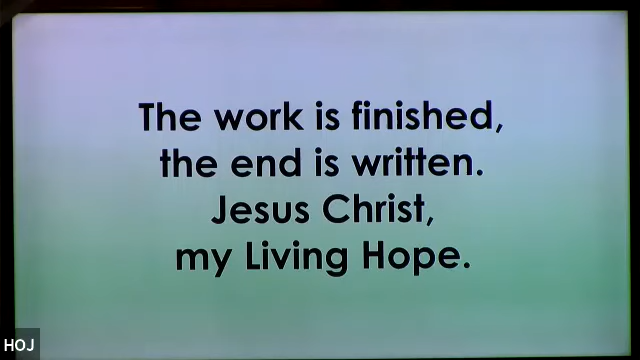 The work is finished,
the end is written.
Jesus Christ,
my Living Hope.
HOJ